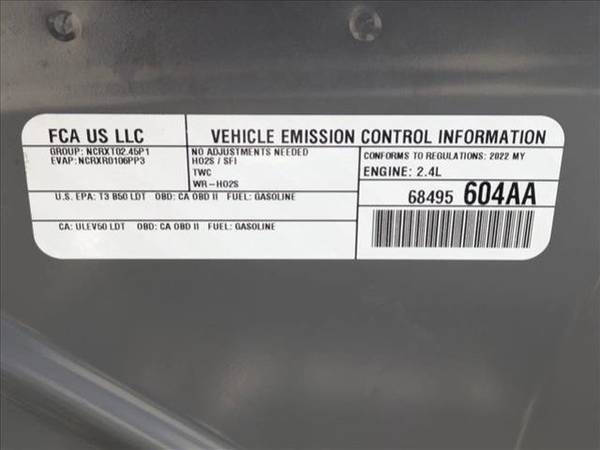 FCA US LLC
VEHICLE EMISSION CONTROL INFORMATION
GROUP: NCRXT02.45P1
EVAP: NCRXR0106PP3
NO ADJUSTMENTS NEEDED
HO2S / SFI
TWC
WR-HO2S
CONFORMS TO REGULATIONS: 2022 MY
ENGINE: 2.4L
U.S. EPA: T3 B50 LDT OBD: CA OBD II FUEL: GASOLINE
68495 604AA
CA: ULEV50 LDT OBD: CA OBD II FUEL: GASOLINE